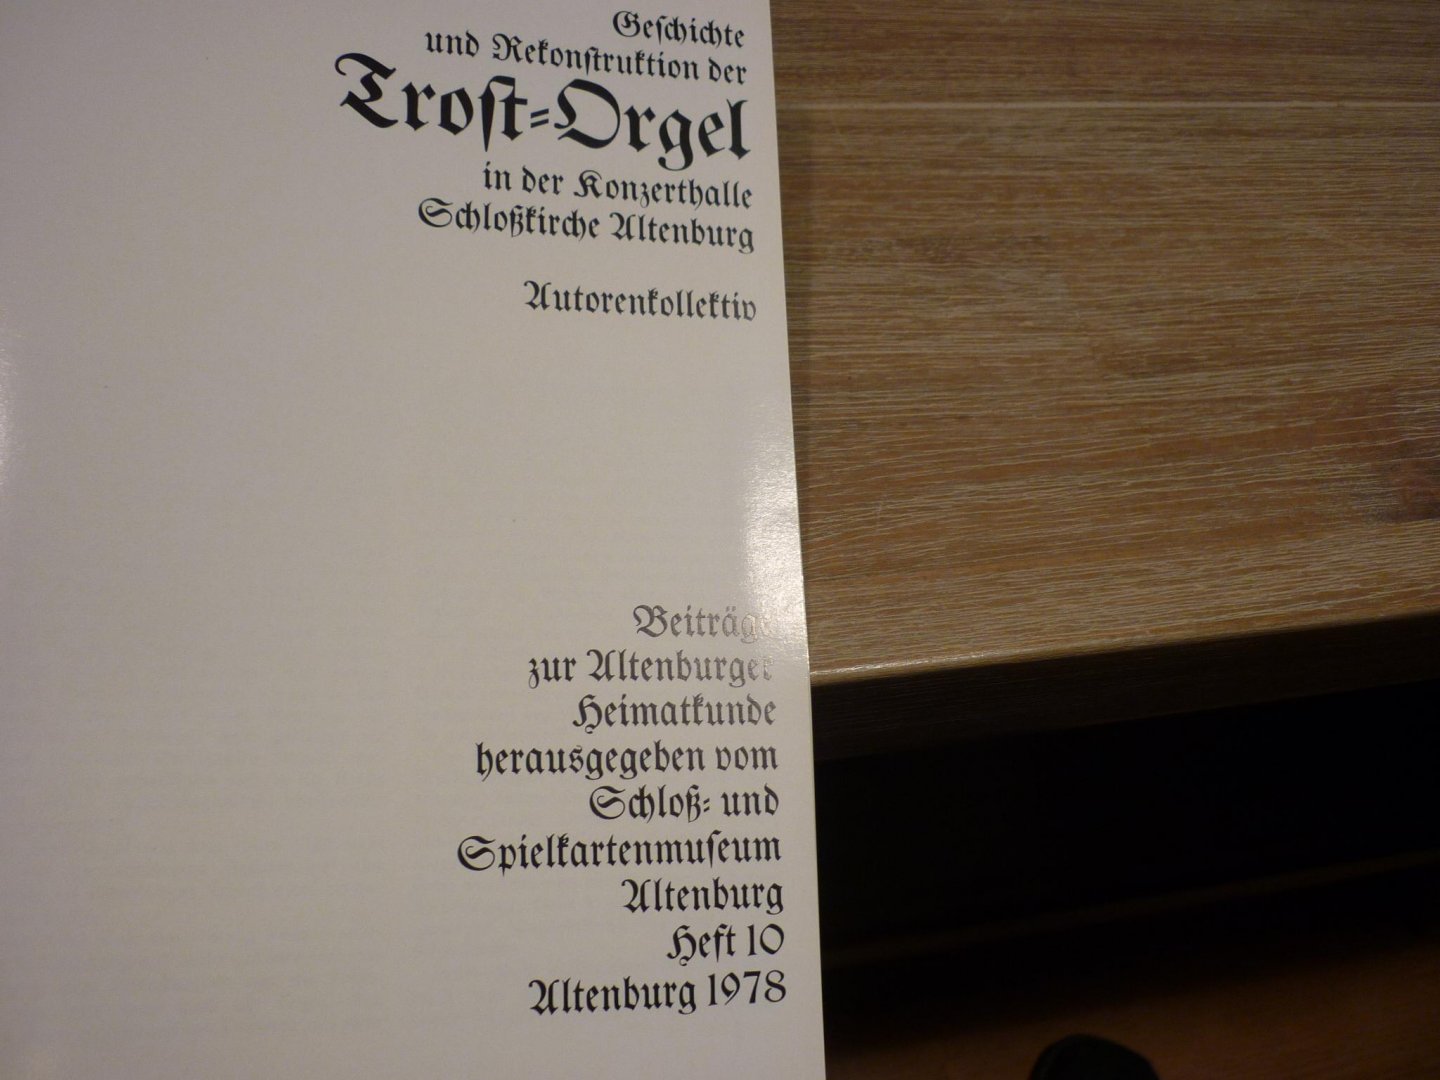 Geſchichte
und Rekonſtruktion der
Troſt=Orgel
in der Konzerthalle
Schloßkirche Altenburg
Autorenkollektiv
Beiträge
zur Altenburger
Heimatkunde
herausgegeben vom
Schloß= und
Spielkartenmuſeum
Altenburg
Heft 10
Altenburg 1978